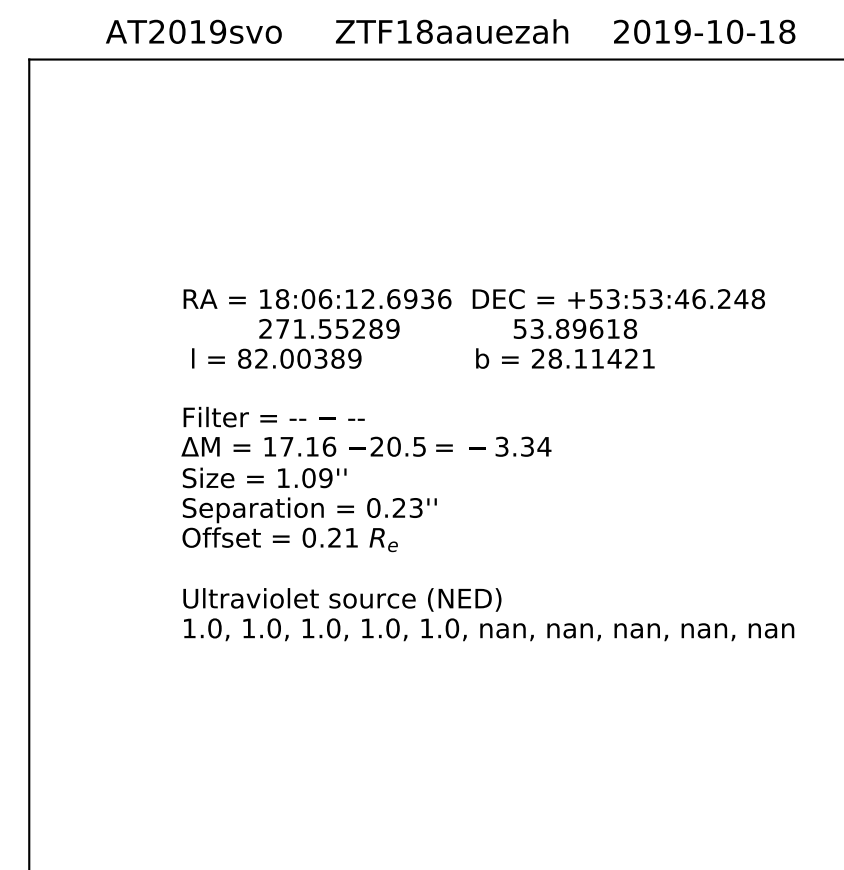 AT2019svo ZTF18aauezah 2019-10-18
RA = 18:06:12.6936 DEC = +53:53:46.248
271.55289 53.89618
l = 82.00389 b = 28.11421
Filter = -- − --
ΔM = 17.16 −20.5 = − 3.34
Size = 1.09''
Separation = 0.23''
Offset = 0.21 Rₑ
Ultraviolet source (NED)
1.0, 1.0, 1.0, 1.0, 1.0, nan, nan, nan, nan, nan